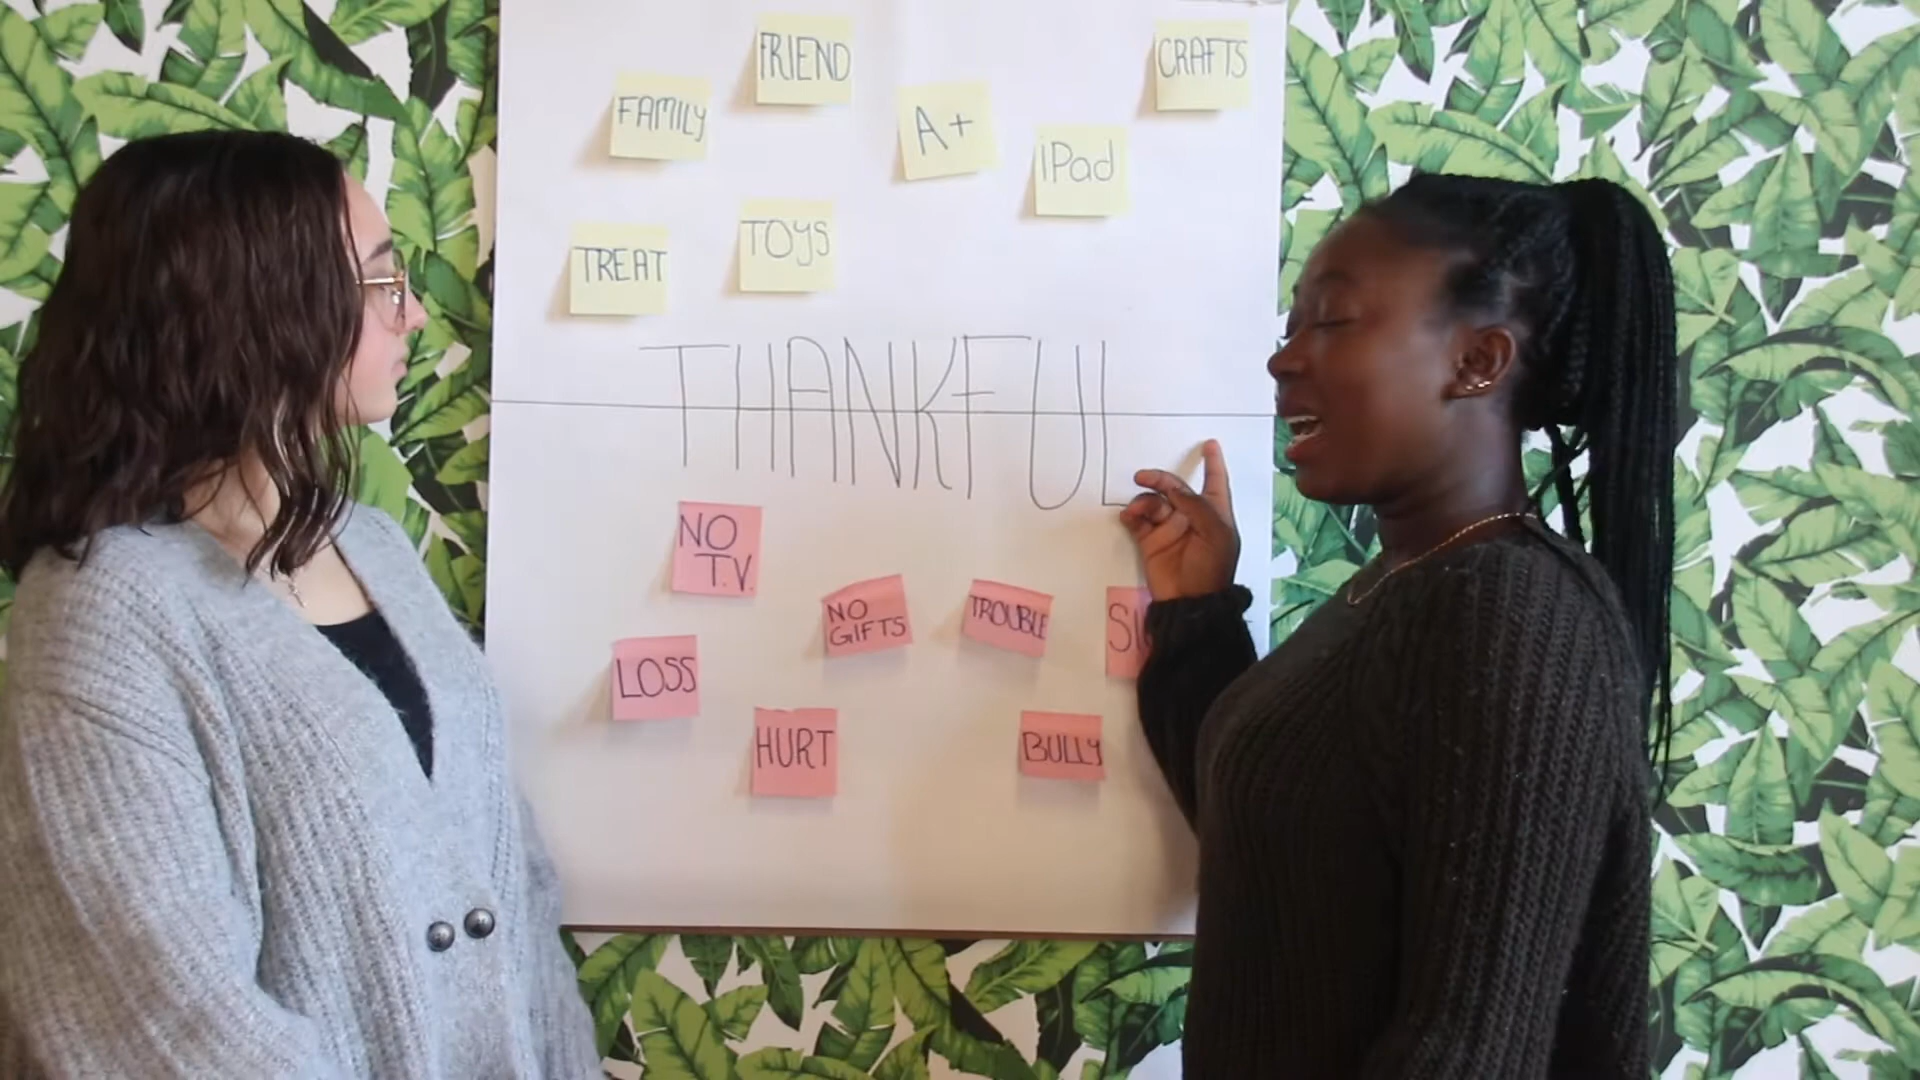 FRIEND
CRAFTS
FAMILY
A+
iPad
TOYS
TREAT
THANKFUL
NO
T.V.
NO
GIFTS
TROUBLE
LOSS
HURT
BULLY